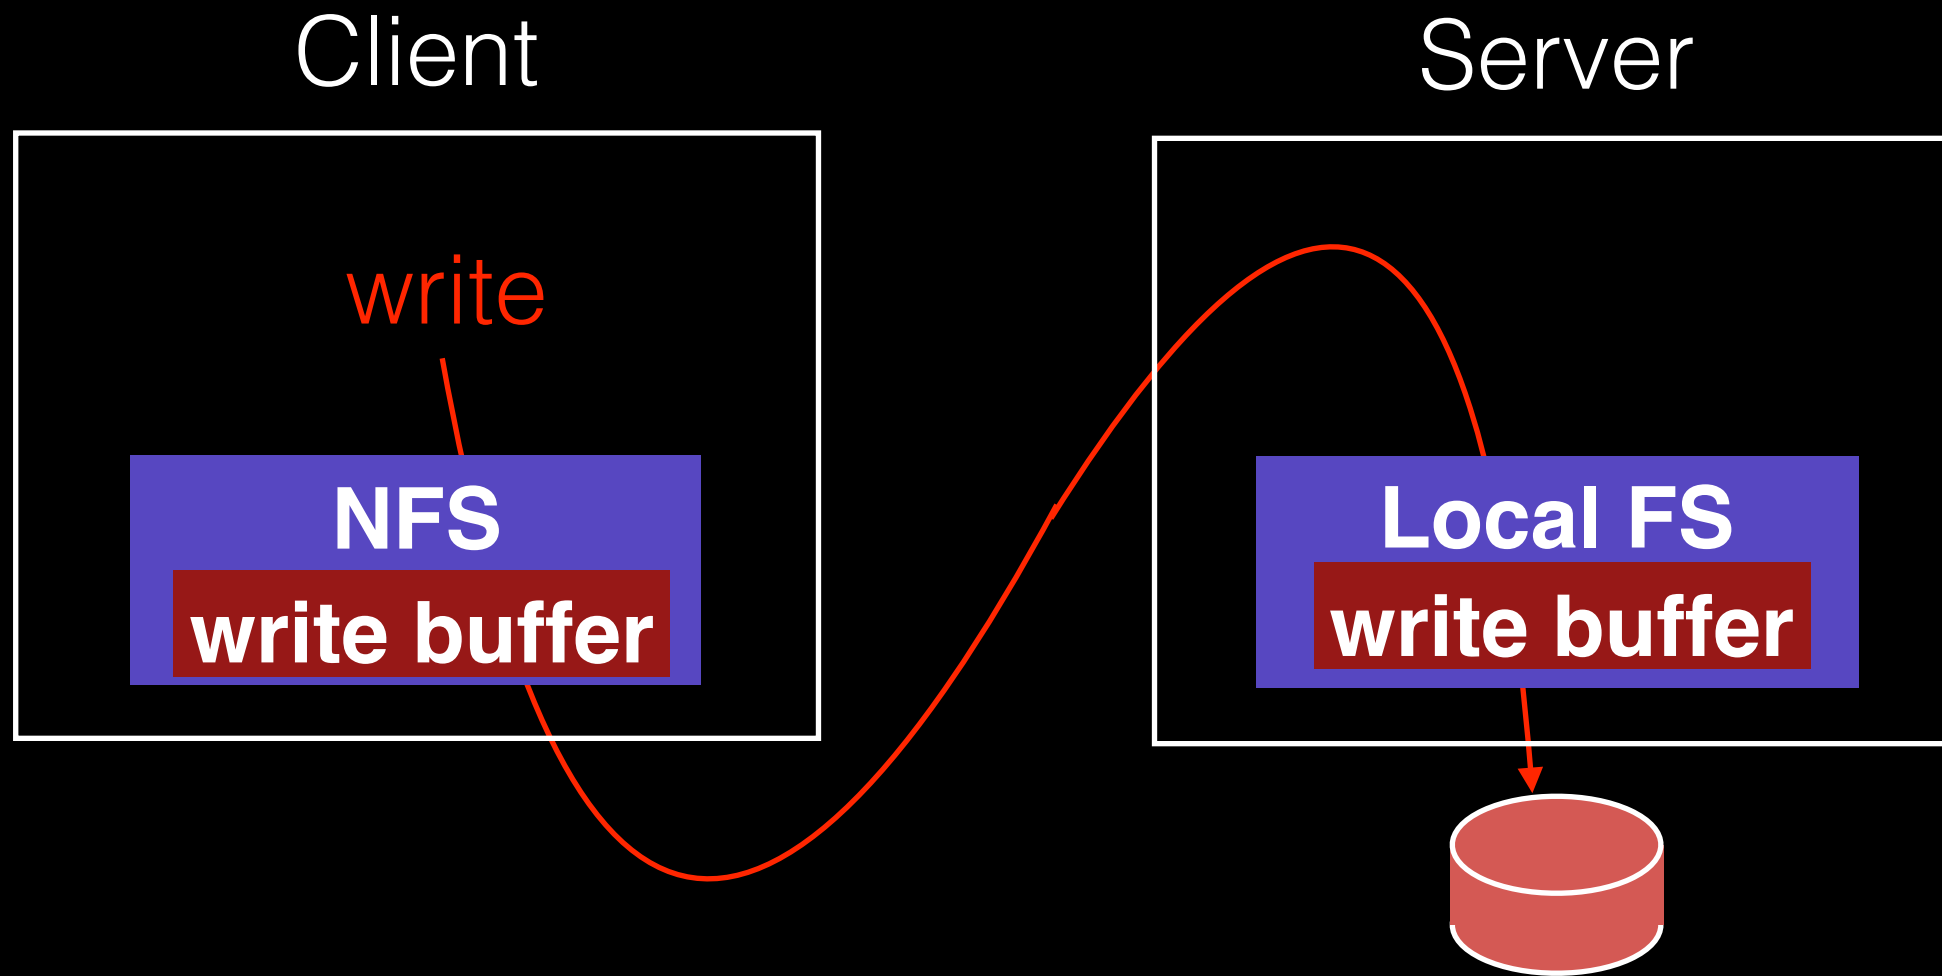 Client
Server
write
NFS
write buffer
Local FS
write buffer